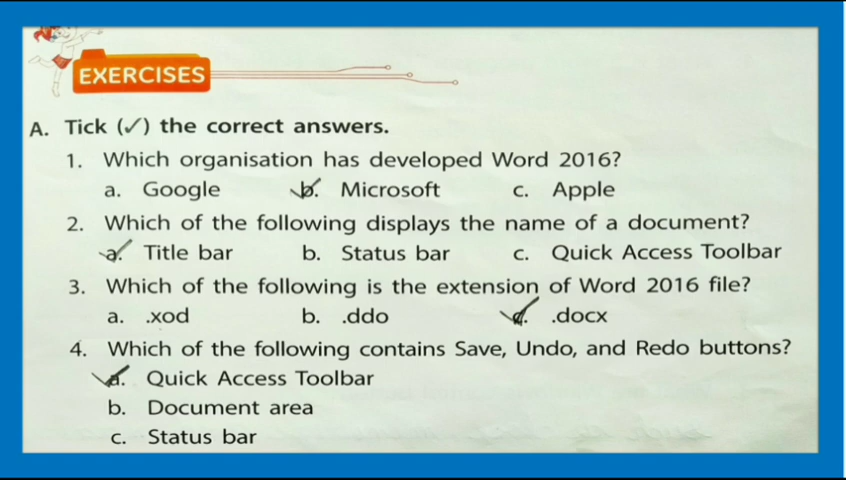 EXERCISES
A. Tick (✓) the correct answers.
1. Which organisation has developed Word 2016?
a. Google b. Microsoft c. Apple
2. Which of the following displays the name of a document?
a. Title bar b. Status bar c. Quick Access Toolbar
3. Which of the following is the extension of Word 2016 file?
a. .xod b. .ddo c. .docx
4. Which of the following contains Save, Undo, and Redo buttons?
a. Quick Access Toolbar
b. Document area
c. Status bar